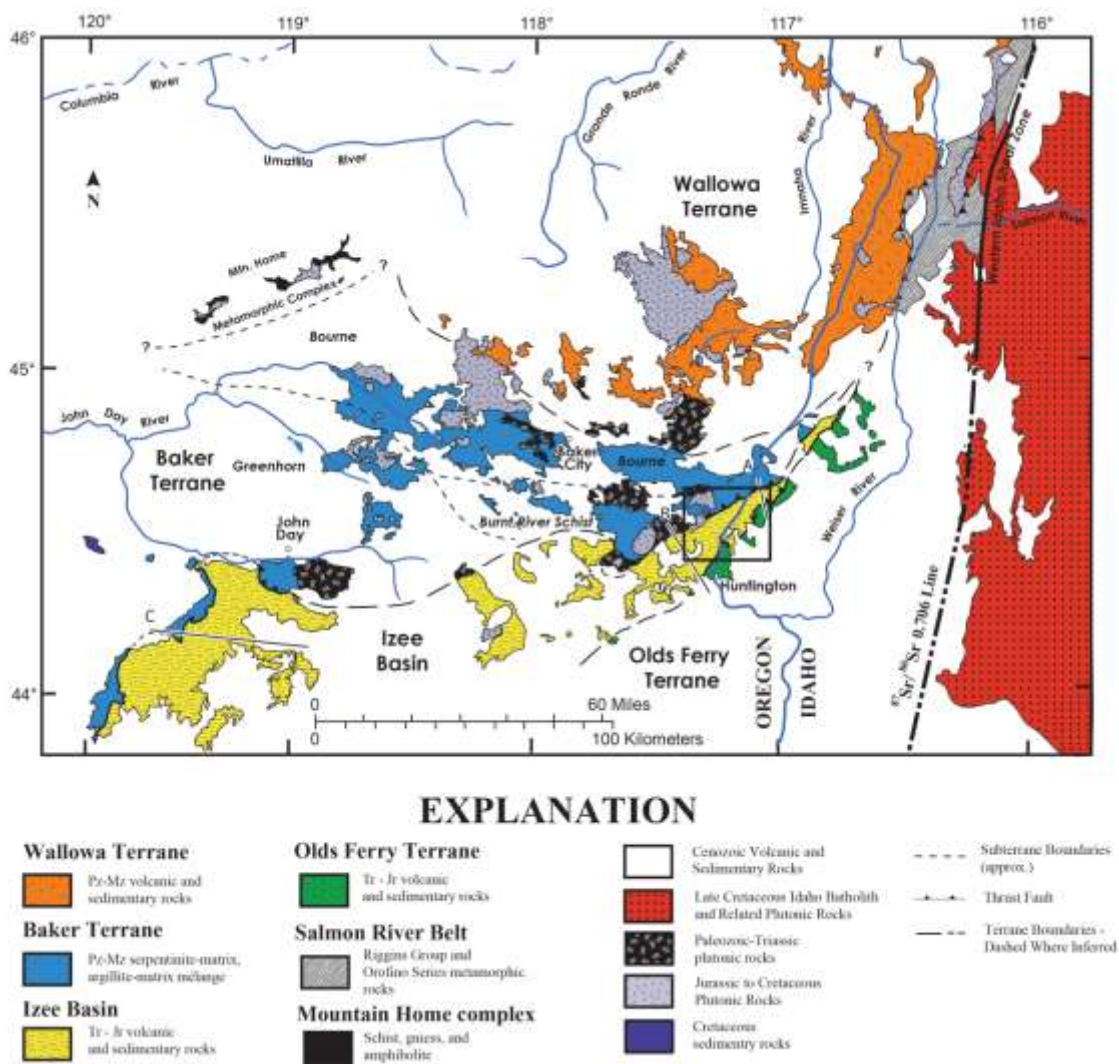 120°
119°
118°
117°
116°
46°
Columbia River
Umatilla River
Grande Ronde River
Imnaha River
Western Idaho Shear Zone
Salmon River
N
Wallowa Terrane
Mtn. Home
Metamorphic Complex
?
?
?
Bourne
45°
John Day River
Baker Terrane
Greenhorn
Baker City
Bourne
A
B
Burnt River Schist
John Day
Weiser River
Huntington
C
Izee Basin
Olds Ferry Terrane
OREGON
IDAHO
⁸⁷Sr/⁸⁶Sr 0.706 Line
44°
0
60 Miles
0
100 Kilometers
EXPLANATION
Wallowa Terrane
Pz-Mz volcanic and
sedimentary rocks
Baker Terrane
Pz-Mz serpentinite-matrix,
argillite-matrix mélange
Izee Basin
Tr - Jr volcanic
and sedimentary rocks
Olds Ferry Terrane
Tr - Jr volcanic
and sedimentary rocks
Salmon River Belt
Riggins Group and
Orofino Series metamorphic
rocks
Mountain Home complex
Schist, gniess, and
amphibolite
Cenozoic Volcanic and
Sedimentary Rocks
Late Cretaceous Idaho Batholith
and Related Plutonic Rocks
Paleozoic-Triassic
plutonic rocks
Jurassic to Cretaceous
Plutonic Rocks
Cretaceous
sedimentry rocks
Subterrane Boundaries
(approx.)
Thrust Fault
Terrane Boundaries -
Dashed Where Inferred